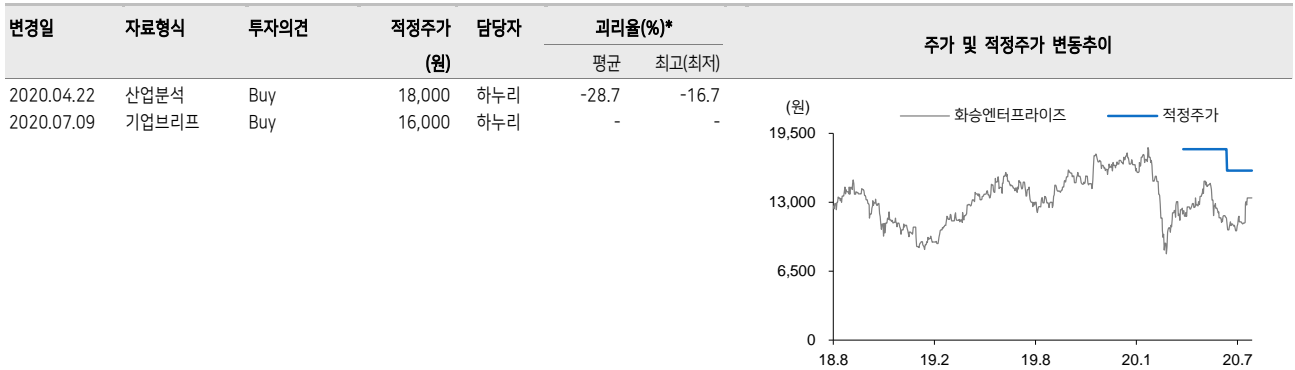 변경일 자료형식 투자의견 적정주가 담당자 괴리율(%)*
(원) 평균 최고(최저)
2020.04.22 산업분석 Buy 18,000 하누리 -28.7 -16.7
2020.07.09 기업브리프 Buy 16,000 하누리 - -
주가 및 적정주가 변동추이
(원)
화승엔터프라이즈 적정주가
19,500
13,000
6,500
0
18.8 19.2 19.8 20.1 20.7